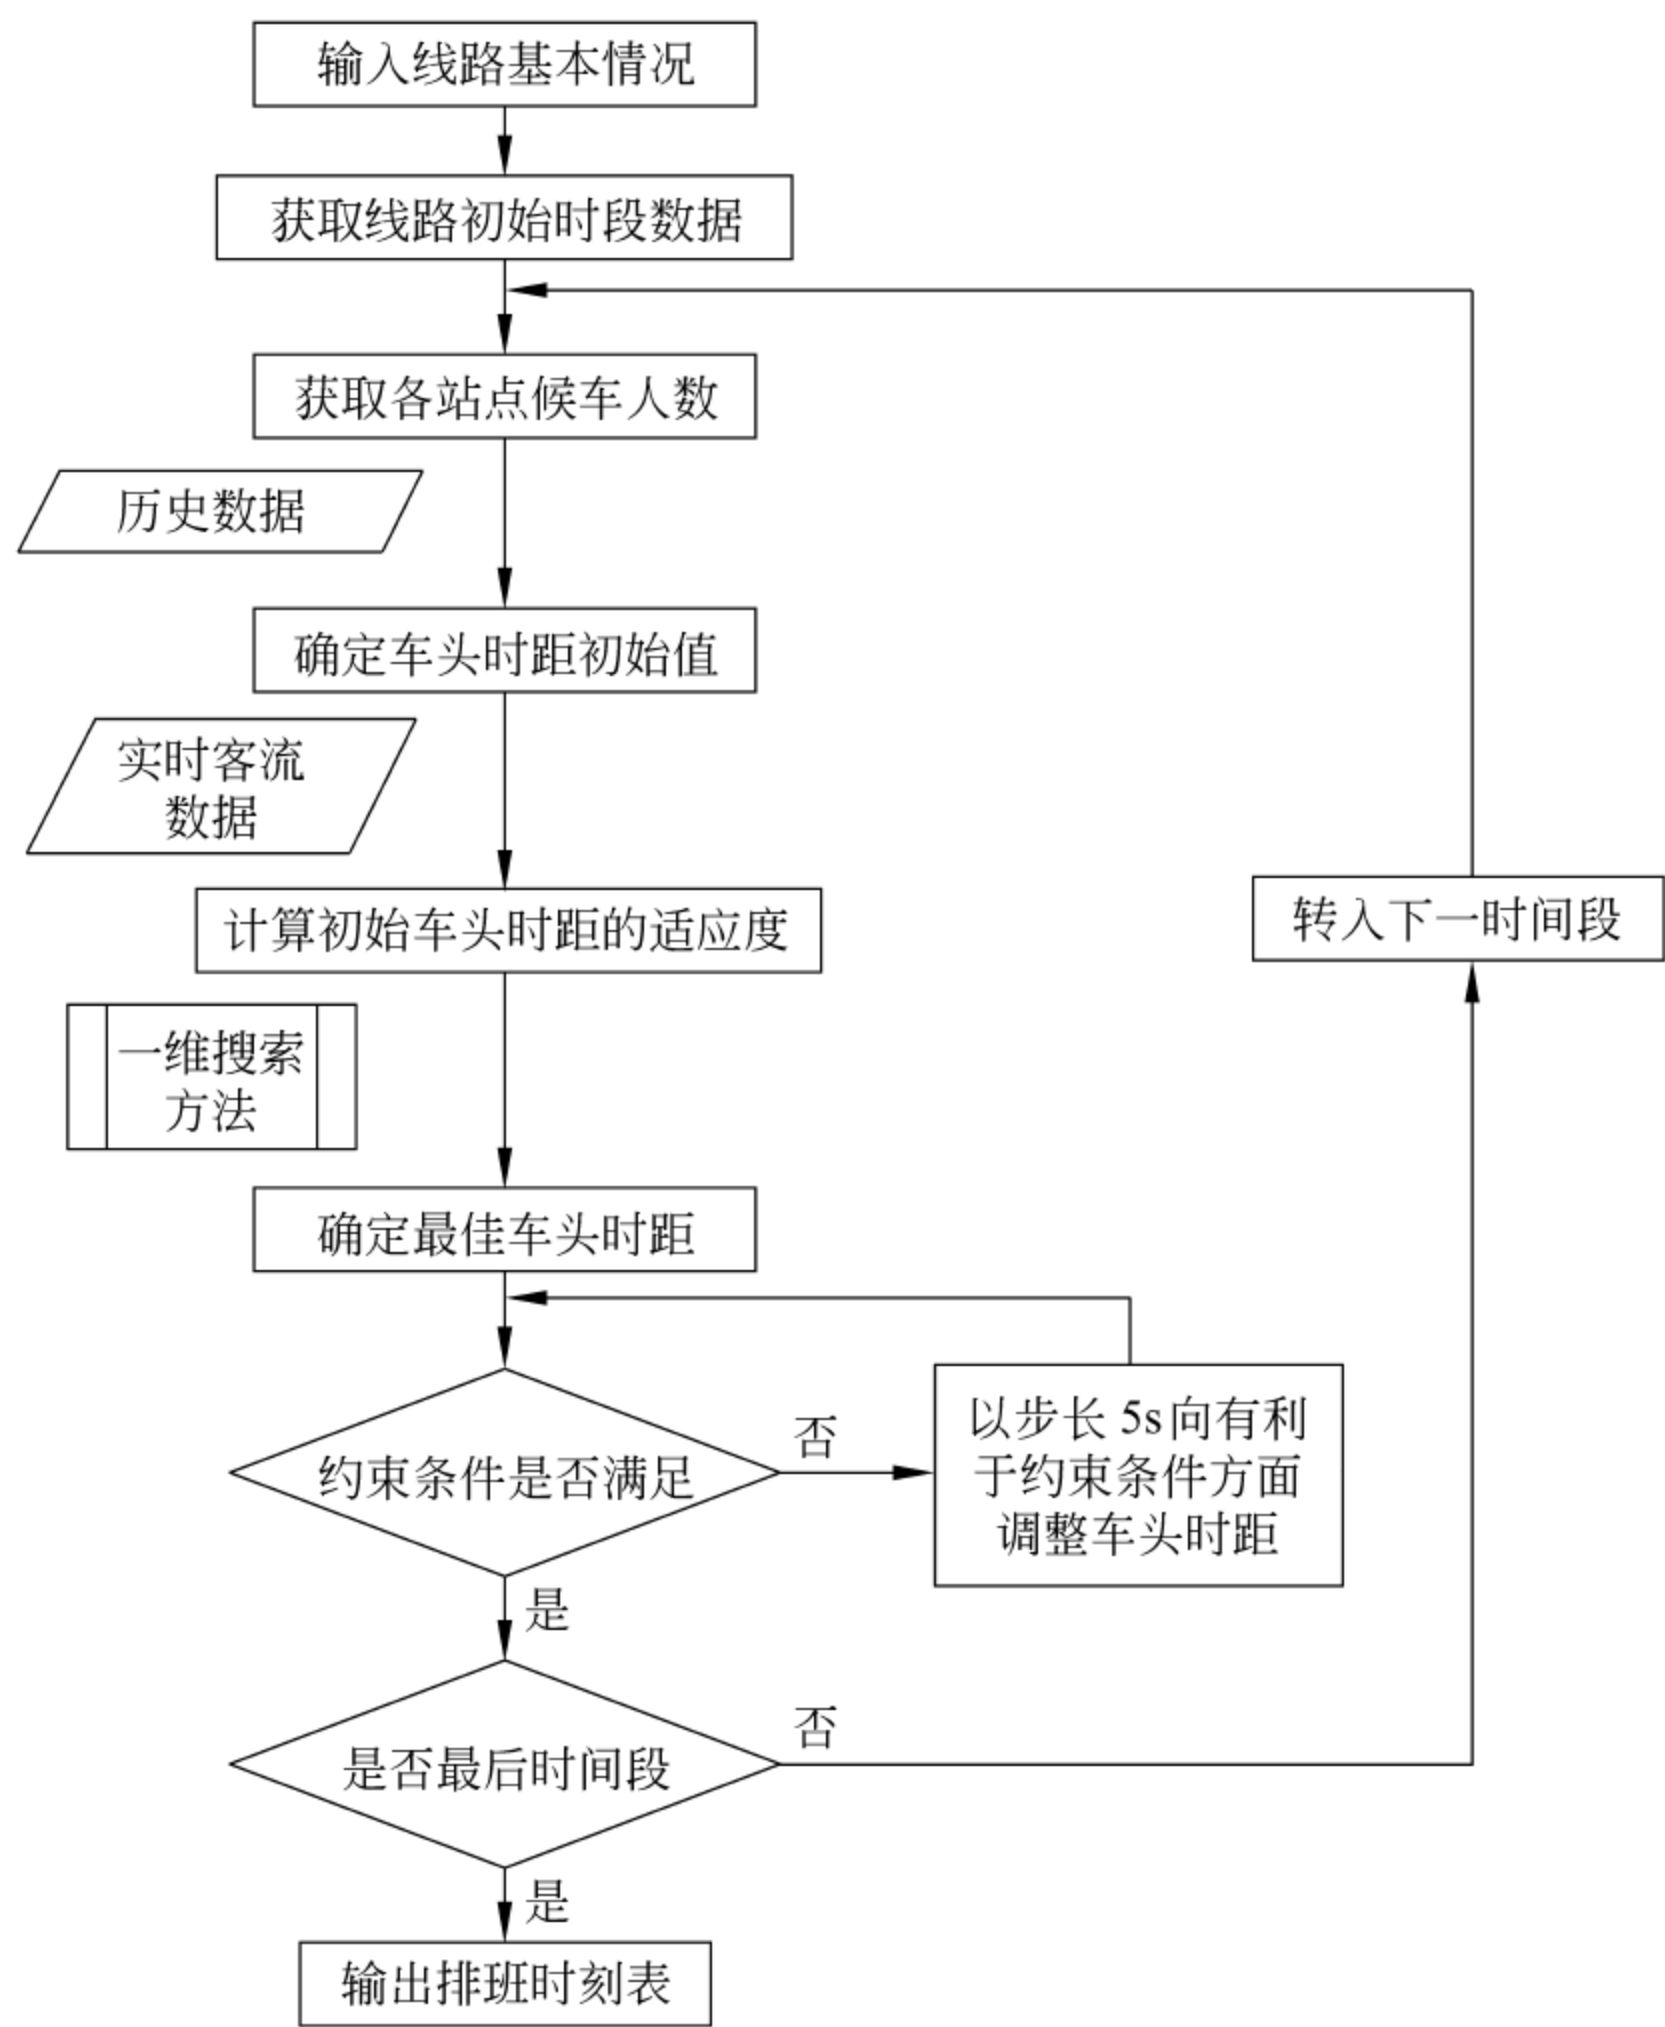 输入线路基本情况
获取线路初始时段数据
获取各站点候车人数
历史数据
确定车头时距初始值
实时客流
数据
计算初始车头时距的适应度
转入下一时间段
一维搜索
方法
确定最佳车头时距
约束条件是否满足
否
以步长 5s向有利
于约束条件方面
调整车头时距
是
是否最后时间段
否
是
输出排班时刻表